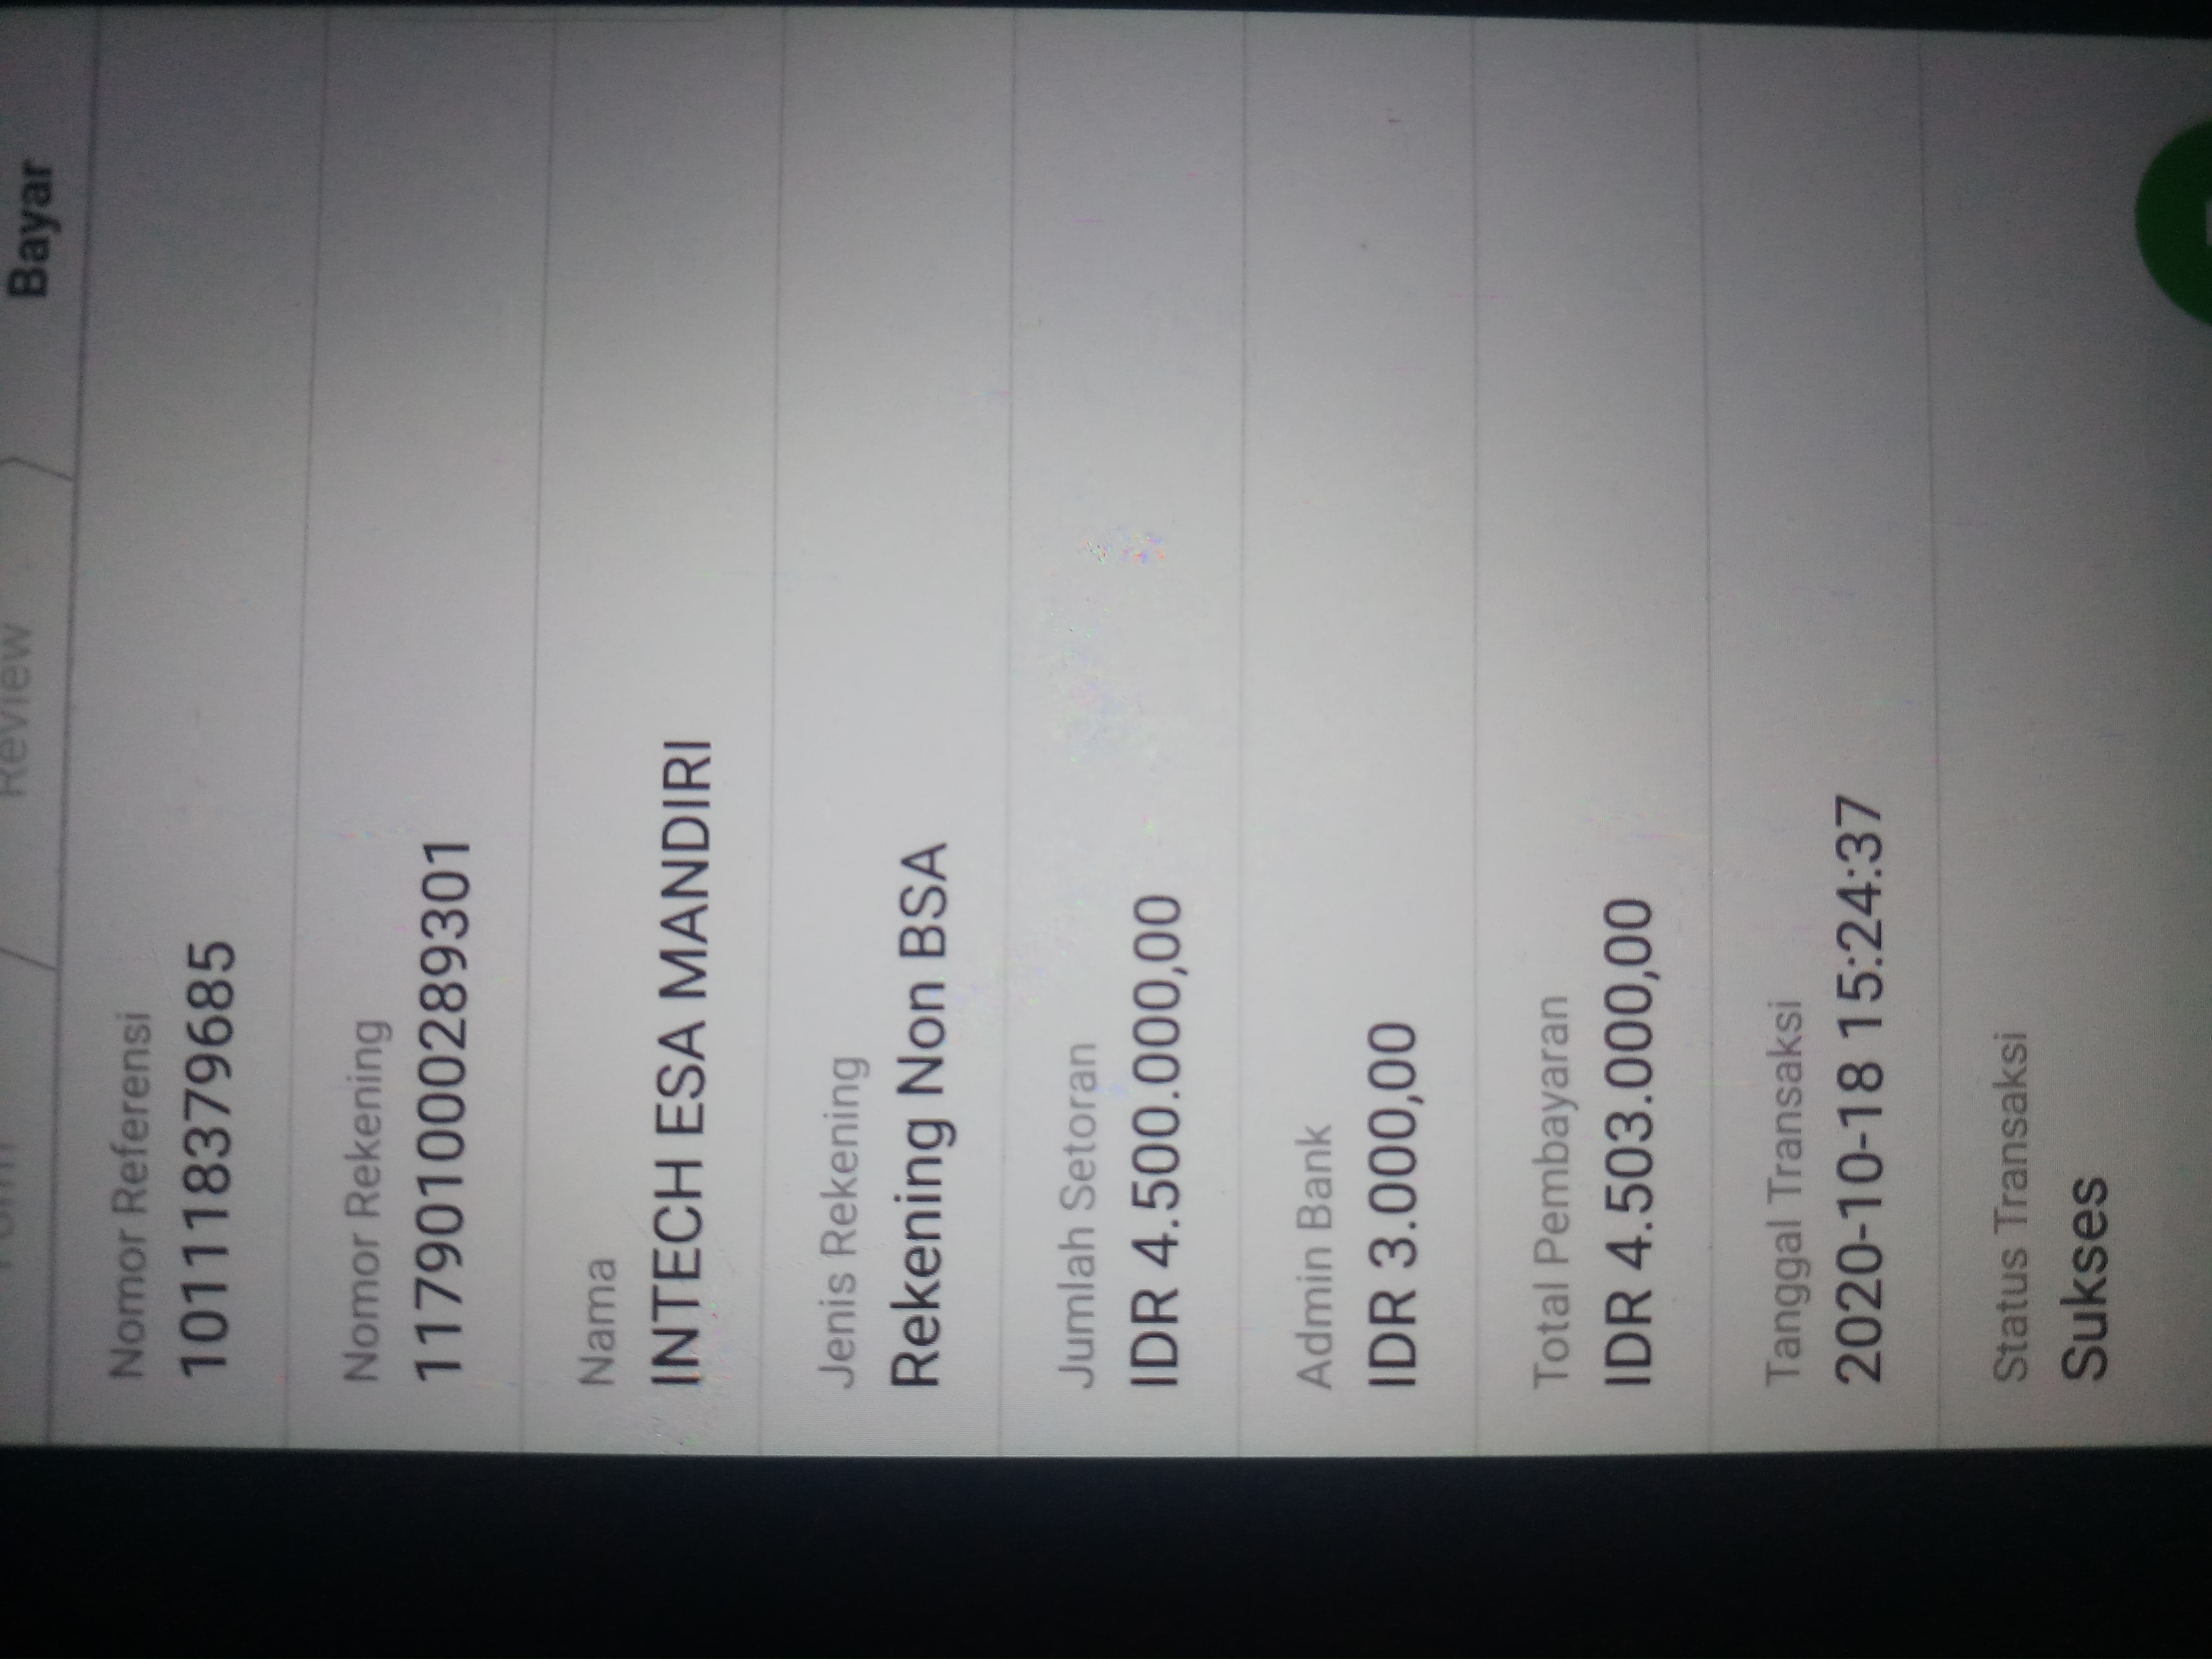 Form
Review
Bayar
Nomor Referensi
101118379685
Nomor Rekening
117901000289301
Nama
INTECH ESA MANDIRI
Jenis Rekening
Rekening Non BSA
Jumlah Setoran
IDR 4.500.000,00
Admin Bank
IDR 3.000,00
Total Pembayaran
IDR 4.503.000,00
Tanggal Transaksi
2020-10-18 15:24:37
Status Transaksi
Sukses